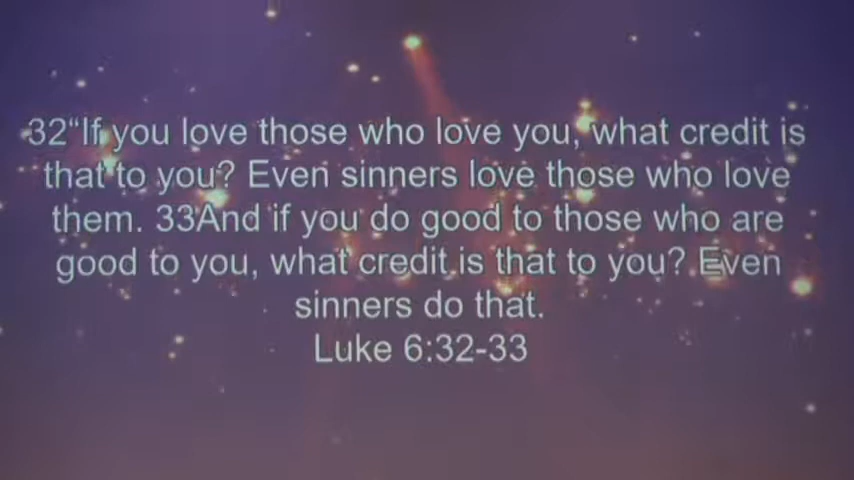 32“If you love those who love you, what credit is
that to you? Even sinners love those who love
them. 33And if you do good to those who are
good to you, what credit is that to you? Even
sinners do that.
Luke 6:32-33